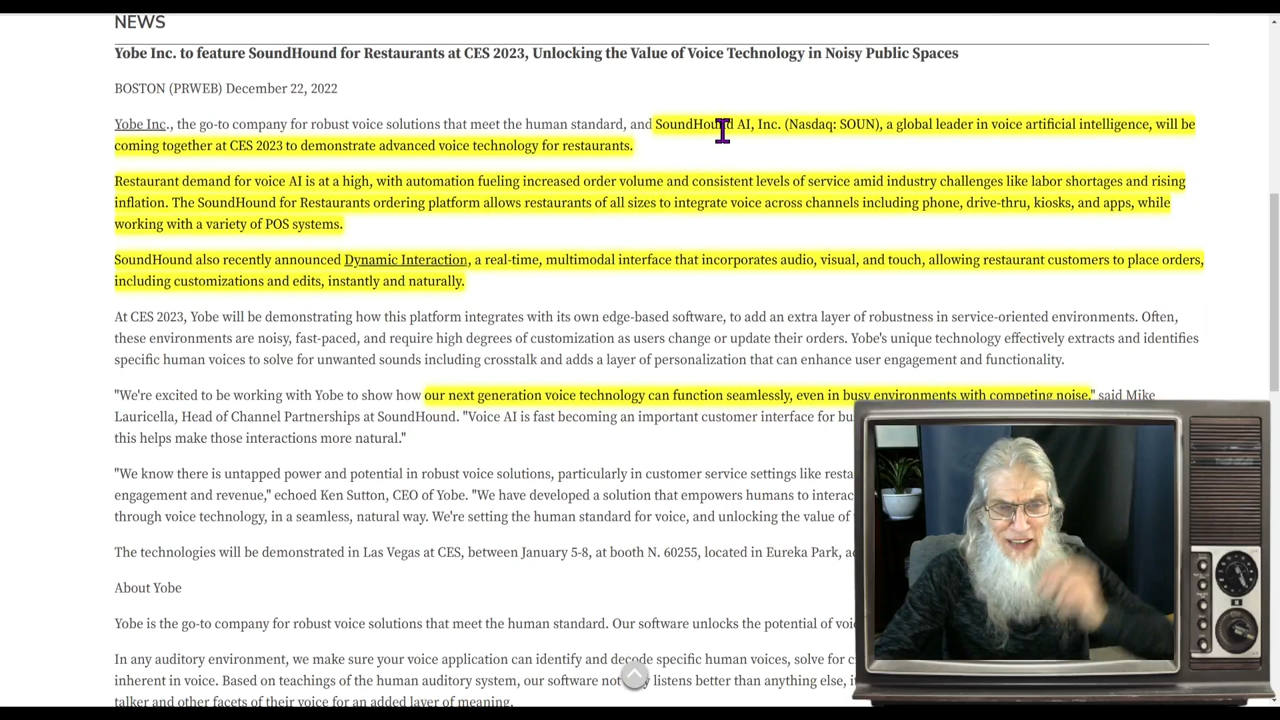 NEWS
Yobe Inc. to feature SoundHound for Restaurants at CES 2023, Unlocking the Value of Voice Technology in Noisy Public Spaces
BOSTON (PRWEB) December 22, 2022
Yobe Inc., the go-to company for robust voice solutions that meet the human standard, and SoundHound AI, Inc. (Nasdaq: SOUN), a global leader in voice artificial intelligence, will be
coming together at CES 2023 to demonstrate advanced voice technology for restaurants.
Restaurant demand for voice AI is at a high, with automation fueling increased order volume and consistent levels of service amid industry challenges like labor shortages and rising
inflation. The SoundHound for Restaurants ordering platform allows restaurants of all sizes to integrate voice across channels including phone, drive-thru, kiosks, and apps, while
working with a variety of POS systems.
SoundHound also recently announced Dynamic Interaction, a real-time, multimodal interface that incorporates audio, visual, and touch, allowing restaurant customers to place orders,
including customizations and edits, instantly and naturally.
At CES 2023, Yobe will be demonstrating how this platform integrates with its own edge-based software, to add an extra layer of robustness in service-oriented environments. Often,
these environments are noisy, fast-paced, and require high degrees of customization as users change or update their orders. Yobe's unique technology effectively extracts and identifies
specific human voices to solve for unwanted sounds including crosstalk and adds a layer of personalization that can enhance user engagement and functionality.
"We're excited to be working with Yobe to show how our next generation voice technology can function seamlessly, even in busy environments with competing noise," said Mike
Lauricella, Head of Channel Partnerships at SoundHound. "Voice AI is fast becoming an important customer interface for
this helps make those interactions more natural."
"We know there is untapped power and potential in robust voice solutions, particularly in customer service settings like
engagement and revenue," echoed Ken Sutton, CEO of Yobe. "We have developed a solution that empowers humans to
through voice technology, in a seamless, natural way. We're setting the human standard for voice, and unlocking the value of
The technologies will be demonstrated in Las Vegas at CES, between January 5-8, at booth N. 60255, located in Eureka Park,
About Yobe
Yobe is the go-to company for robust voice solutions that meet the human standard. Our software unlocks the potential of
In any auditory environment, we make sure your voice application can identify and decode specific human voices, solve for
inherent in voice. Based on teachings of the human auditory system, our software listens better than anything else,
talker and other facets of their voice for an added layer of meaning.